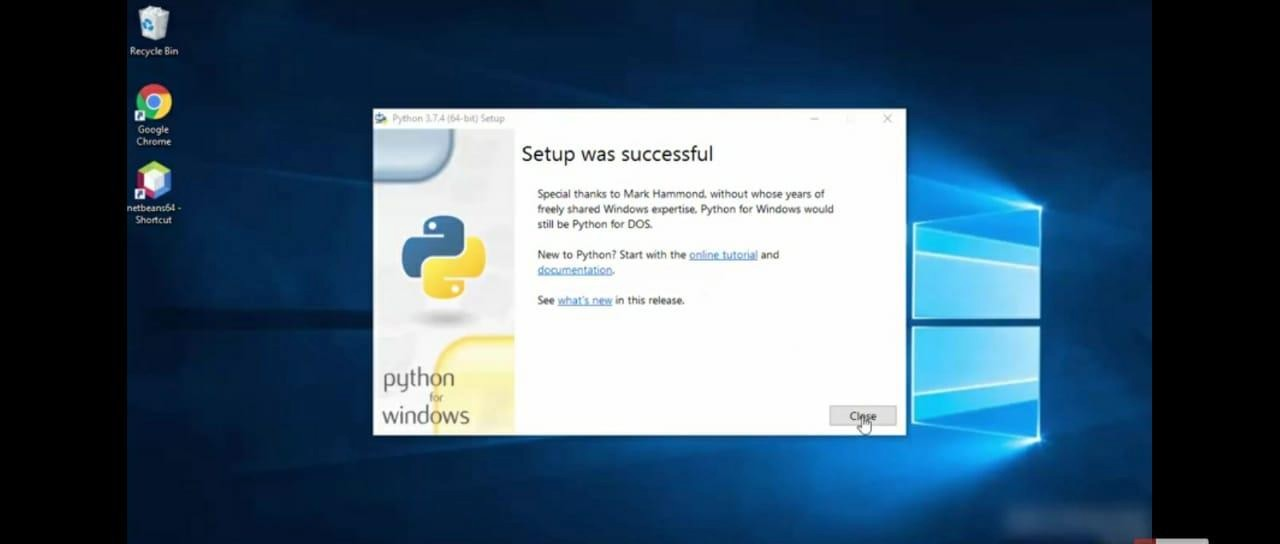 Recycle Bin
Google
Chrome
netbeans64 -
Shortcut
Python 3.7.4 (64-bit) Setup
Setup was successful
Special thanks to Mark Hammond, without whose years of
freely shared Windows expertise, Python for Windows would
still be Python for DOS.
New to Python? Start with the online tutorial and
documentation.
See what's new in this release.
python
for
windows
Close